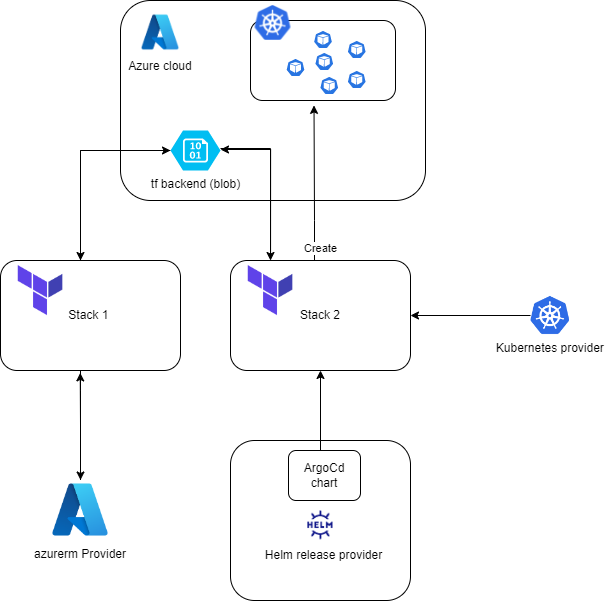 Azure cloud
10
01
tf backend (blob)
Create
Stack 1
Stack 2
Kubernetes provider
ArgoCd
chart
HELM
azurerm Provider
Helm release provider